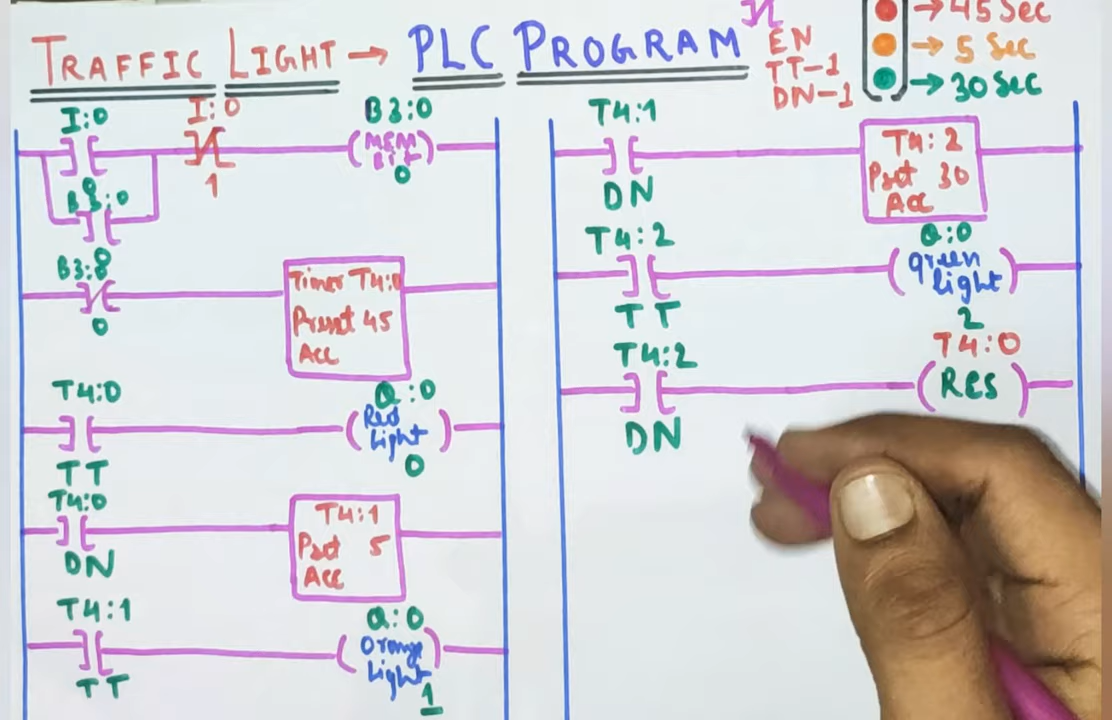 TRAFFIC LIGHT → PLC PROGRAM
EN
TT-1
DN-1
→ 45 Sec
→ 5 Sec
→ 30 Sec
I:0
I:0
B3:0
(MEM BIT)
0
1
0
B3:0
B3:0
0
Timer T4:0
Preset 45
ACC
T4:0
TT
Q:0
Red
Light
0
T4:0
DN
T4:1
Pset 5
ACC
T4:1
TT
Q:0
Orange
Light
1
T4:1
DN
T4:2
Pset 30
ACC
T4:2
TT
Q:0
green
light
2
T4:2
DN
T4:0
(RES)